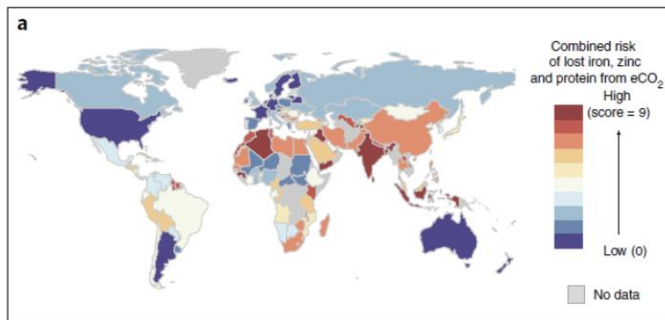 a
Combined risk
of lost iron, zinc
and protein from eCO2
High
(score = 9)
Low (0)
No data